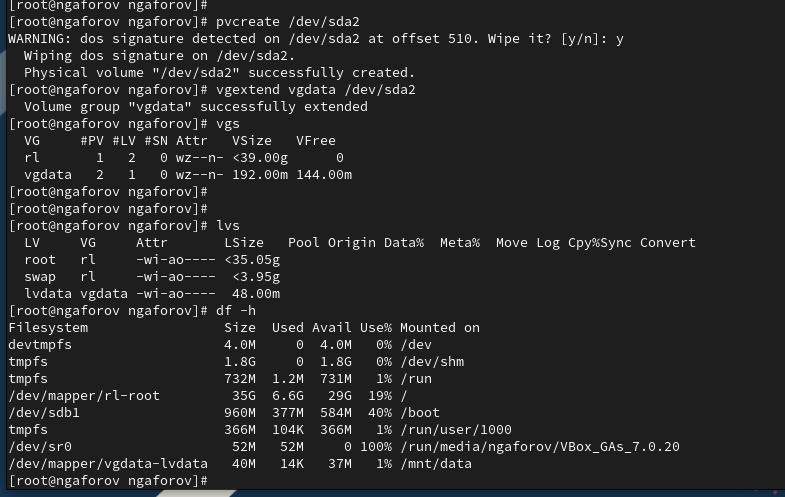 [root@ngaforov ngaforov]#
[root@ngaforov ngaforov]# pvcreate /dev/sda2
WARNING: dos signature detected on /dev/sda2 at offset 510. Wipe it? [y/n]: y
  Wiping dos signature on /dev/sda2.
  Physical volume "/dev/sda2" successfully created.
[root@ngaforov ngaforov]# vgextend vgdata /dev/sda2
  Volume group "vgdata" successfully extended
[root@ngaforov ngaforov]# vgs
  VG     #PV #LV #SN Attr   VSize   VFree
  rl       1   2   0 wz--n- <39.00g      0
  vgdata   2   1   0 wz--n- 192.00m 144.00m
[root@ngaforov ngaforov]#
[root@ngaforov ngaforov]#
[root@ngaforov ngaforov]# lvs
  LV     VG     Attr       LSize   Pool Origin Data%  Meta%  Move Log Cpy%Sync Convert
  root   rl     -wi-ao---- <35.05g
  swap   rl     -wi-ao----  <3.95g
  lvdata vgdata -wi-ao----  48.00m
[root@ngaforov ngaforov]# df -h
Filesystem                 Size  Used Avail Use% Mounted on
devtmpfs                   4.0M     0  4.0M   0% /dev
tmpfs                      1.8G     0  1.8G   0% /dev/shm
tmpfs                      732M  1.2M  731M   1% /run
/dev/mapper/rl-root         35G  6.6G   29G  19% /
/dev/sdb1                  960M  377M  584M  40% /boot
tmpfs                      366M  104K  366M   1% /run/user/1000
/dev/sr0                    52M   52M     0 100% /run/media/ngaforov/VBox_GAs_7.0.20
/dev/mapper/vgdata-lvdata   40M   14K   37M   1% /mnt/data
[root@ngaforov ngaforov]#